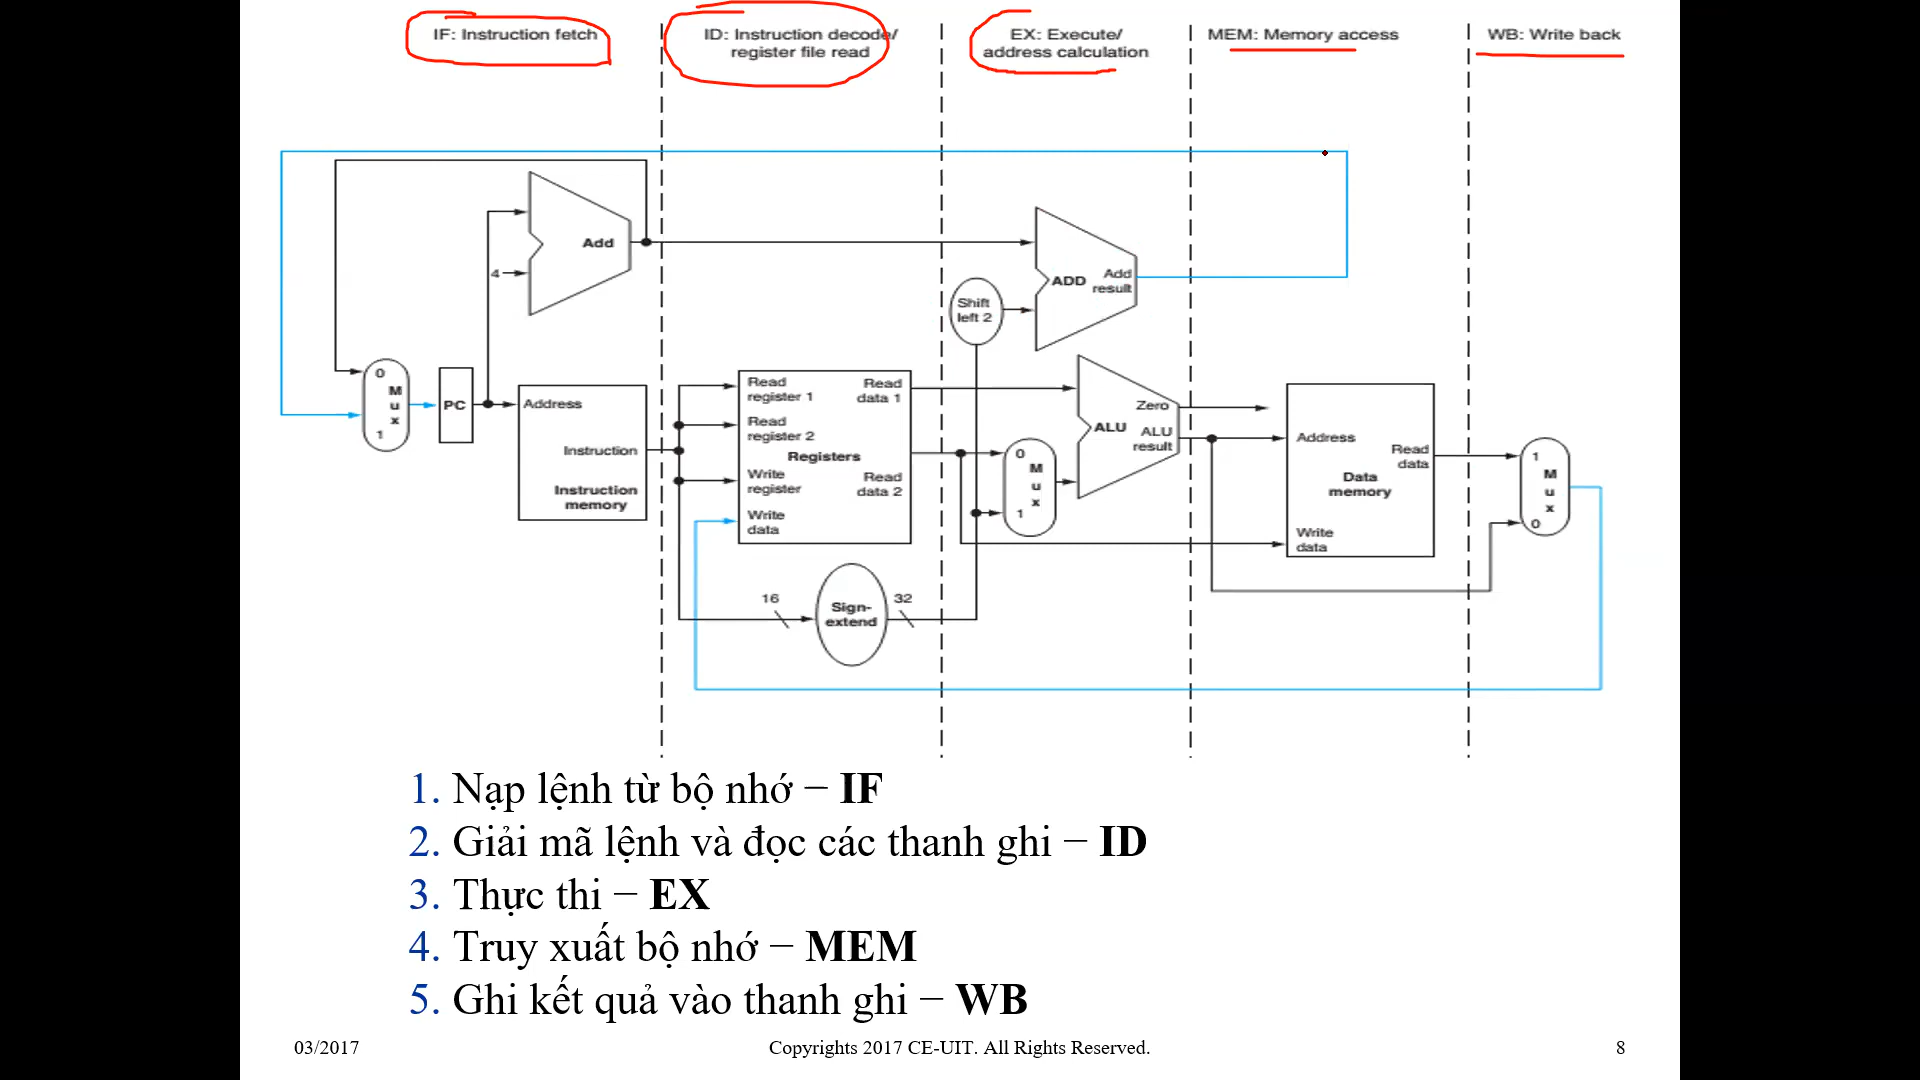 IF: Instruction fetch
ID: Instruction decode/
register file read
EX: Execute/
address calculation
MEM: Memory access
WB: Write back
Add
4
ADD
Add
result
Shift
left 2
0
M
u
x
1
PC
Address
Instruction
Instruction
memory
Read
register 1
Read
data 1
Read
register 2
Registers
Write
register
Read
data 2
Write
data
0
M
u
x
1
Zero
ALU
ALU
result
Address
Read
data
Data
memory
Write
data
1
M
u
x
0
16
Sign-
extend
32
1. Nạp lệnh từ bộ nhớ − IF
2. Giải mã lệnh và đọc các thanh ghi − ID
3. Thực thi − EX
4. Truy xuất bộ nhớ − MEM
5. Ghi kết quả vào thanh ghi − WB
03/2017
Copyrights 2017 CE-UIT. All Rights Reserved.
8